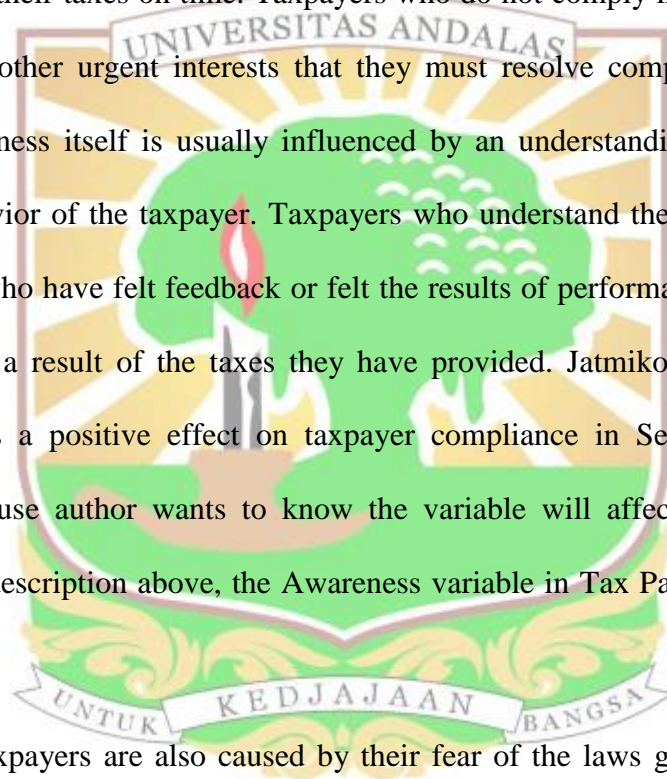 their taxes on time. Taxpayers who do not comply
UNIVERSITAS ANDALAS
other urgent interests that they must resolve
ness itself is usually influenced by an
vior of the taxpayer. Taxpayers who understand the
ho have felt feedback or felt the results of
a result of the taxes they have provided. Jatmiko
s a positive effect on taxpayer compliance in Se
use author wants to know the variable will affec
description above, the Awareness variable in Tax Pa
UNTUK KEDJAJAAN BANGSA
xpayers are also caused by their fear of the laws g